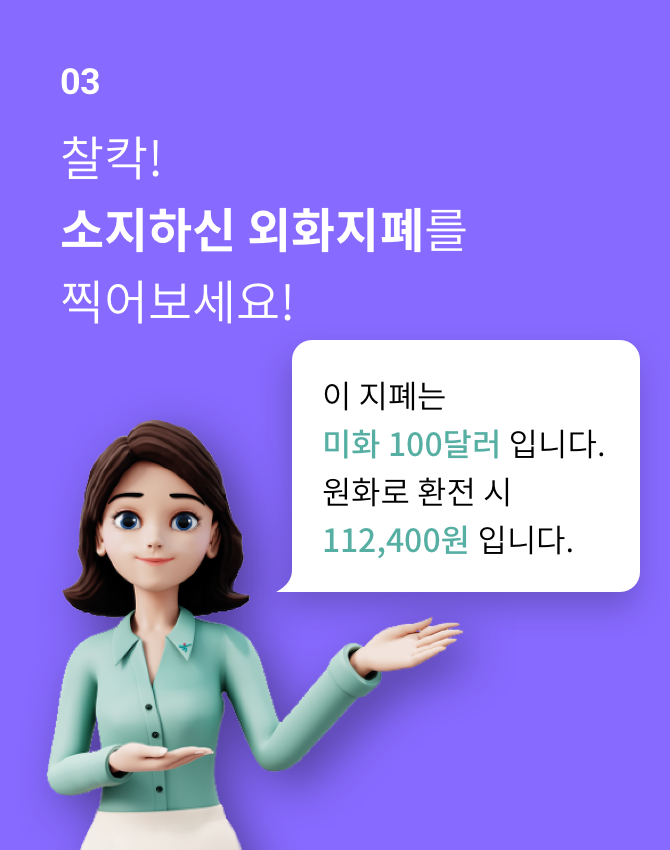 03
찰칵!
소지하신 외화지폐를
찍어보세요!
이 지폐는
미화 100달러 입니다.
원화로 환전 시
112,400원 입니다.